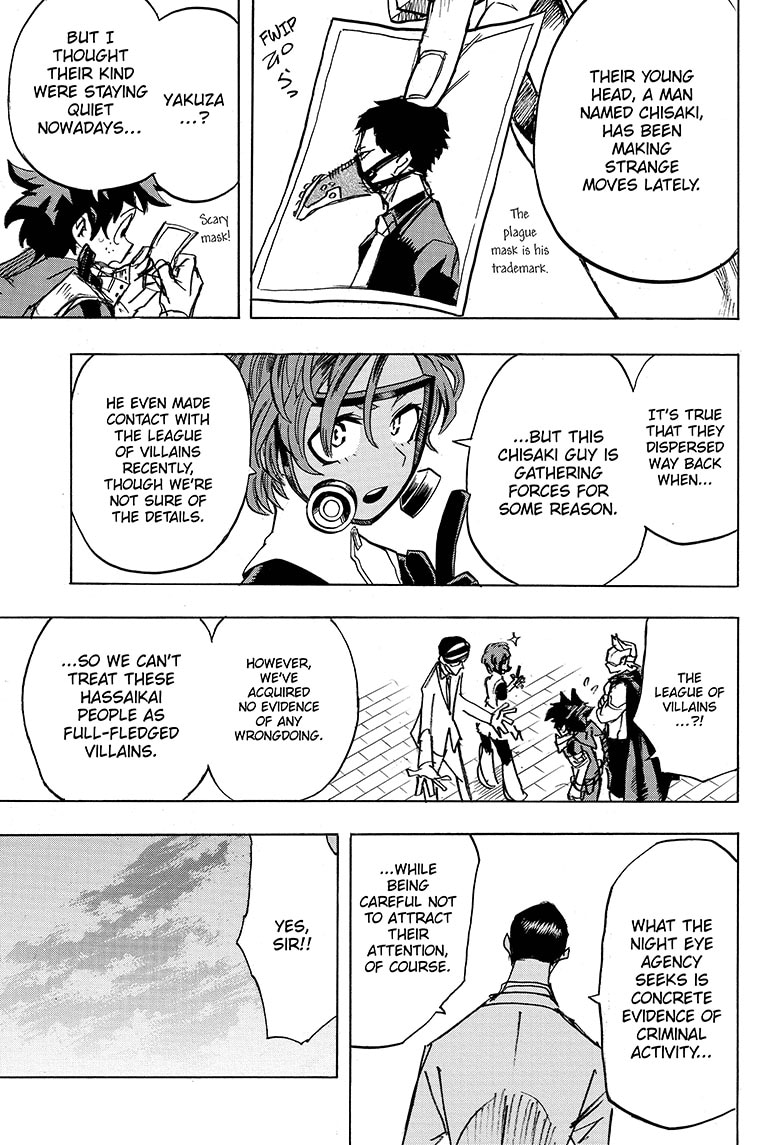 THEIR YOUNG
HEAD, A MAN
NAMED CHISAKI,
HAS BEEN
MAKING
STRANGE
MOVES LATELY.
FWIP
The
plague
mask is his
trademark.
YAKUZA
...?
BUT I
THOUGHT
THEIR KIND
WERE STAYING
QUIET
NOWADAYS...
Scary
mask!
IT'S TRUE
THAT THEY
DISPERSED
WAY BACK
WHEN...
...BUT THIS
CHISAKI GUY IS
GATHERING
FORCES FOR
SOME REASON.
HE EVEN MADE
CONTACT WITH
THE LEAGUE
OF VILLAINS
RECENTLY,
THOUGH WE'RE
NOT SURE OF
THE DETAILS.
THE
LEAGUE OF
VILLAINS
...?!
HOWEVER,
WE'VE
ACQUIRED
NO EVIDENCE
OF ANY
WRONGDOING.
...SO WE CAN'T
TREAT THESE
HASSAIKAI
PEOPLE AS
FULL-FLEDGED
VILLAINS.
WHAT THE
NIGHT EYE
AGENCY
SEEKS IS
CONCRETE
EVIDENCE OF
CRIMINAL
ACTIVITY...
...WHILE
BEING
CAREFUL NOT
TO ATTRACT
THEIR
ATTENTION,
OF COURSE.
YES,
SIR!!